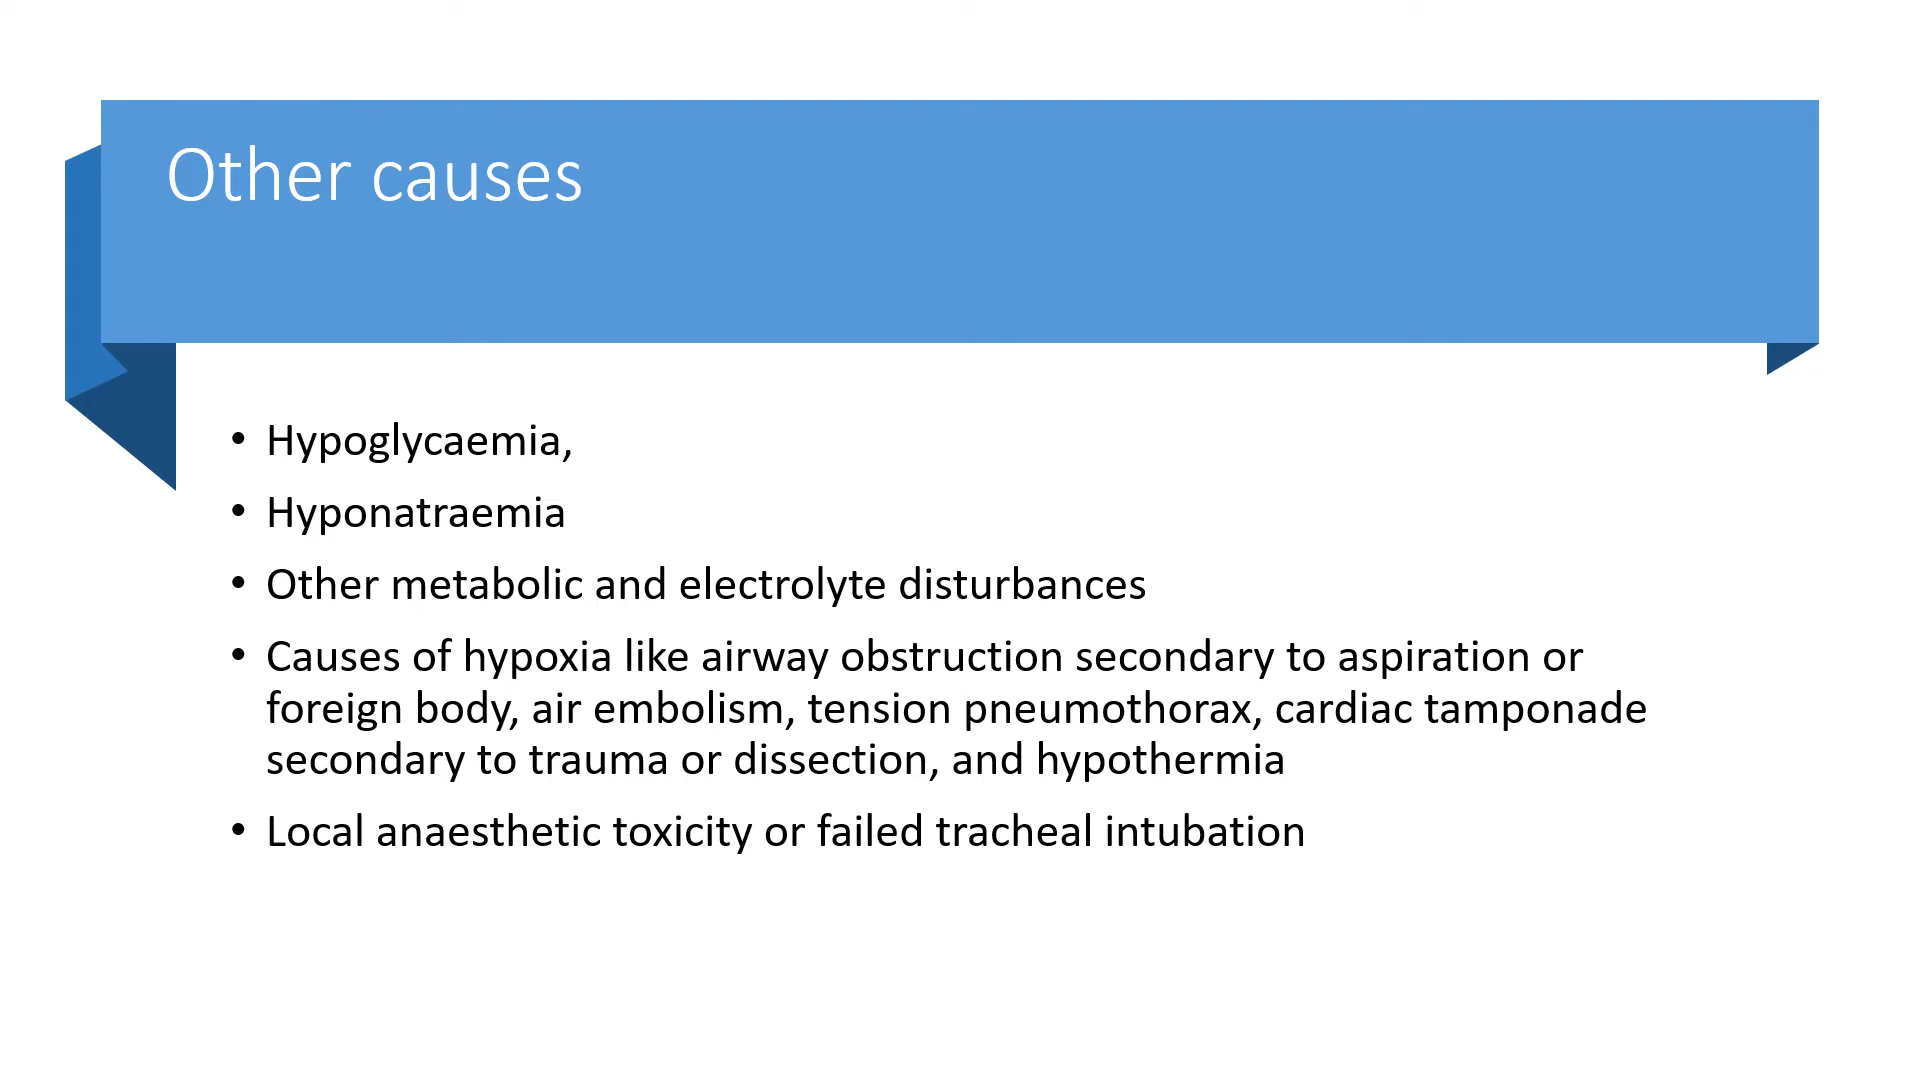 Other causes
• Hypoglycaemia,
• Hyponatraemia
• Other metabolic and electrolyte disturbances
• Causes of hypoxia like airway obstruction secondary to aspiration or
foreign body, air embolism, tension pneumothorax, cardiac tamponade
secondary to trauma or dissection, and hypothermia
• Local anaesthetic toxicity or failed tracheal intubation